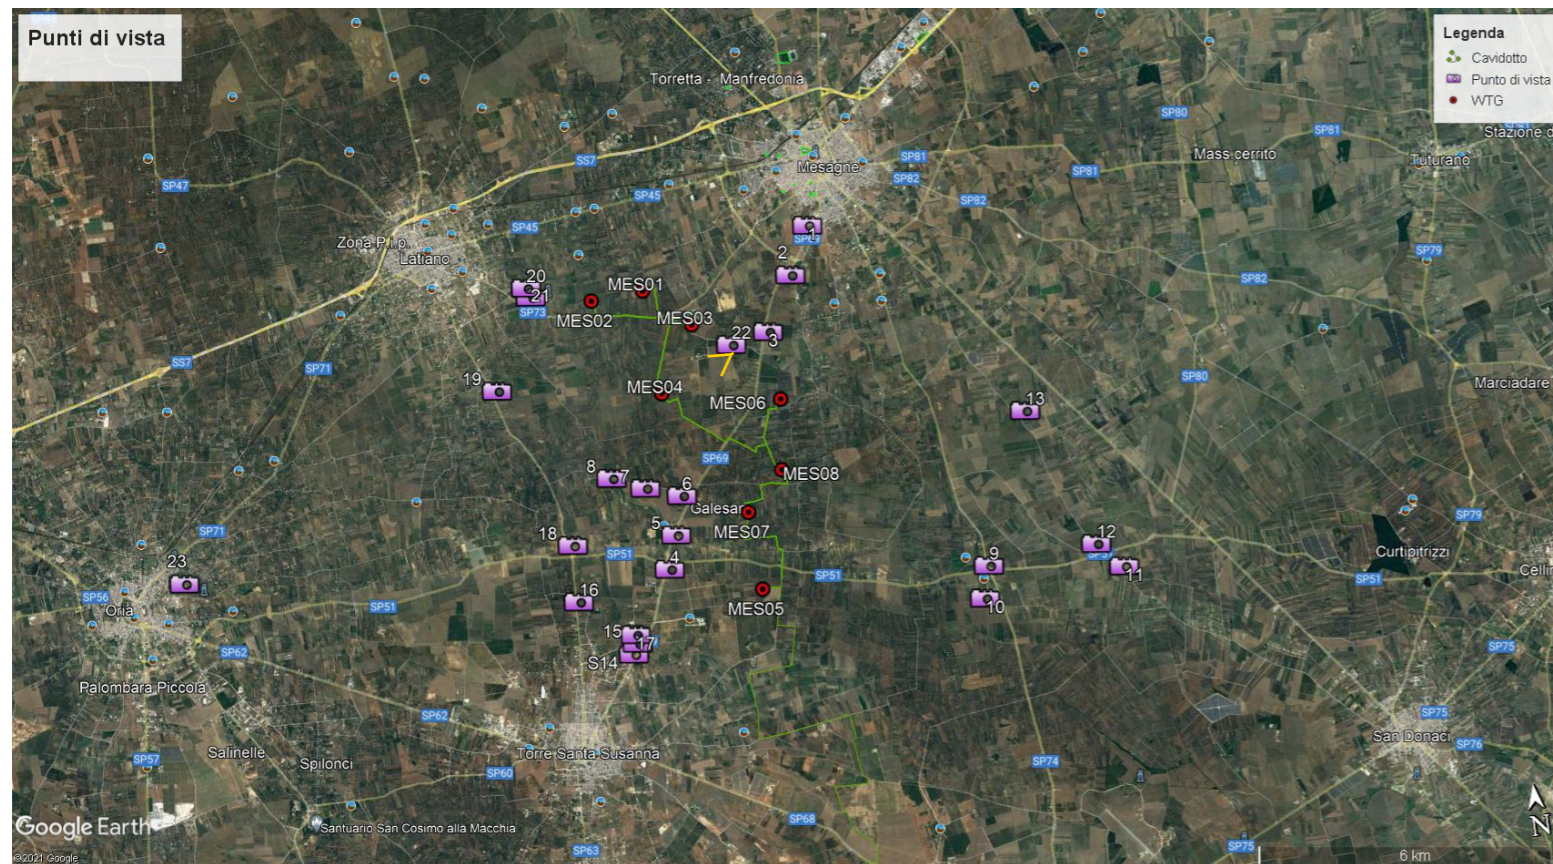 Punti di vista
Legenda
Cavidotto
Punto di vista
WTG
Torretta - Manfredonia
SP80
SP81
Stazione d
Mass cerrito
Tuturano
SS7
Mesagne
SP81
SP82
SP81
SP47
SP45
SP82
SP45
1
SP69
Zona P.i.p.
Latiano
2
SP79
SP82
20
21
SP73
MES01
MES02
MES03
22
3
SS7
SP71
19
MES04
MES06
13
SP80
Marciadare
SP69
8
7
6
MES08
Galesan
MES07
5
SP71
18
SP51
4
SP51
9
12
11
10
SP79
Curtipitrizzi
SP51
Cellin
23
SP56
Oria
SP51
16
MES05
15
17
S14
SP62
SP75
Palombara Piccola
SP62
SP75
San Donaci
SP76
SP57
Salinelle
Spilonci
Torre Santa Susanna
SP60
SP74
Santuario San Cosimo alla Macchia
SP68
Google Earth
©2021 Google
SP63
SP75
6 km
N